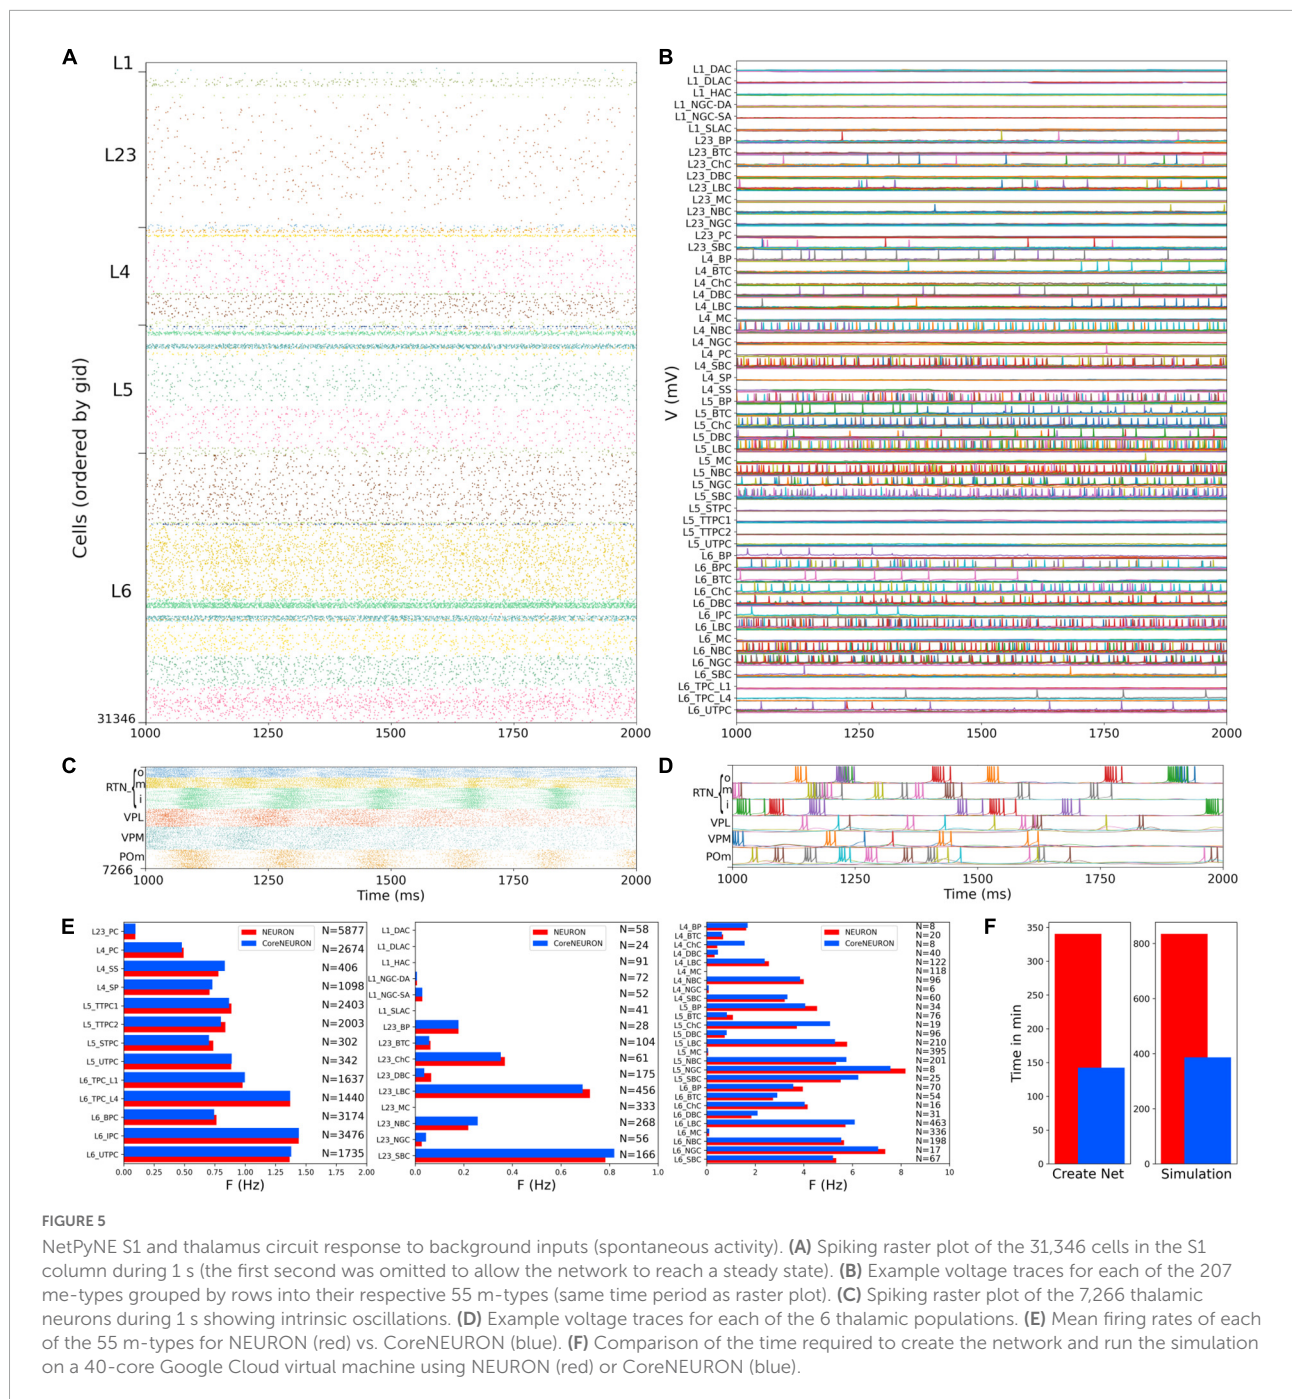 A
L1
L23
L4
L5
L6
31346
Cells (ordered by gid)
1000 1250 1500 1750 2000
B
L1_DAC
L1_DLAC
L1_HAC
L1_NGC-DA
L1_NGC-SA
L1_SLAC
L23_BP
L23_BTC
L23_ChC
L23_DBC
L23_LBC
L23_MC
L23_NBC
L23_NGC
L23_PC
L23_SBC
L4_BP
L4_BTC
L4_ChC
L4_DBC
L4_LBC
L4_MC
L4_NBC
L4_NGC
L4_PC
L4_SBC
L4_SP
L4_SS
L5_BP
L5_BTC
L5_ChC
L5_DBC
L5_LBC
L5_MC
L5_NBC
L5_NGC
L5_SBC
L5_STPC
L5_TTPC1
L5_TTPC2
L5_UTPC
L6_BP
L6_BPC
L6_BTC
L6_ChC
L6_DBC
L6_IPC
L6_LBC
L6_MC
L6_NBC
L6_NGC
L6_SBC
L6_TPC_L1
L6_TPC_L4
L6_UTPC
V (mV)
1000 1250 1500 1750 2000
C
RTN_
o
m
i
VPL
VPM
POm
7266
1000 1250 1500 1750 2000
Time (ms)
D
RTN_
o
m
i
VPL
VPM
POm
1000 1250 1500 1750 2000
Time (ms)
E
NEURON
CoreNEURON
L23_PC N=5877
L4_PC N=2674
L4_SS N=406
L4_SP N=1098
L5_TTPC1 N=2403
L5_TTPC2 N=2003
L5_STPC N=302
L5_UTPC N=342
L6_TPC_L1 N=1637
L6_TPC_L4 N=1440
L6_BPC N=3174
L6_IPC N=3476
L6_UTPC N=1735
0.00 0.25 0.50 0.75 1.00 1.25 1.50 1.75 2.00
F (Hz)
NEURON
CoreNEURON
L1_DAC N=58
L1_DLAC N=24
L1_HAC N=91
L1_NGC-DA N=72
L1_NGC-SA N=52
L1_SLAC N=41
L23_BP N=28
L23_BTC N=104
L23_ChC N=61
L23_DBC N=175
L23_LBC N=456
L23_MC N=333
L23_NBC N=268
L23_NGC N=56
L23_SBC N=166
0.0 0.2 0.4 0.6 0.8 1.0
F (Hz)
NEURON
CoreNEURON
L4_BP N=8
L4_BTC N=20
L4_ChC N=8
L4_DBC N=40
L4_LBC N=122
L4_MC N=118
L4_NBC N=96
L4_NGC N=6
L4_SBC N=60
L5_BP N=34
L5_BTC N=76
L5_ChC N=19
L5_DBC N=96
L5_LBC N=210
L5_MC N=395
L5_NBC N=201
L5_NGC N=8
L5_SBC N=25
L6_BP N=70
L6_BTC N=54
L6_ChC N=16
L6_DBC N=31
L6_LBC N=463
L6_MC N=336
L6_NBC N=198
L6_NGC N=17
L6_SBC N=67
0 2 4 6 8 10
F (Hz)
F
Time in min
350
300
250
200
150
100
50
0
Create Net
800
600
400
200
0
Simulation
FIGURE 5
NetPyNE S1 and thalamus circuit response to background inputs (spontaneous activity). (A) Spiking raster plot of the 31,346 cells in the S1
column during 1 s (the first second was omitted to allow the network to reach a steady state). (B) Example voltage traces for each of the 207
me-types grouped by rows into their respective 55 m-types (same time period as raster plot). (C) Spiking raster plot of the 7,266 thalamic
neurons during 1 s showing intrinsic oscillations. (D) Example voltage traces for each of the 6 thalamic populations. (E) Mean firing rates of each
of the 55 m-types for NEURON (red) vs. CoreNEURON (blue). (F) Comparison of the time required to create the network and run the simulation
on a 40-core Google Cloud virtual machine using NEURON (red) or CoreNEURON (blue).